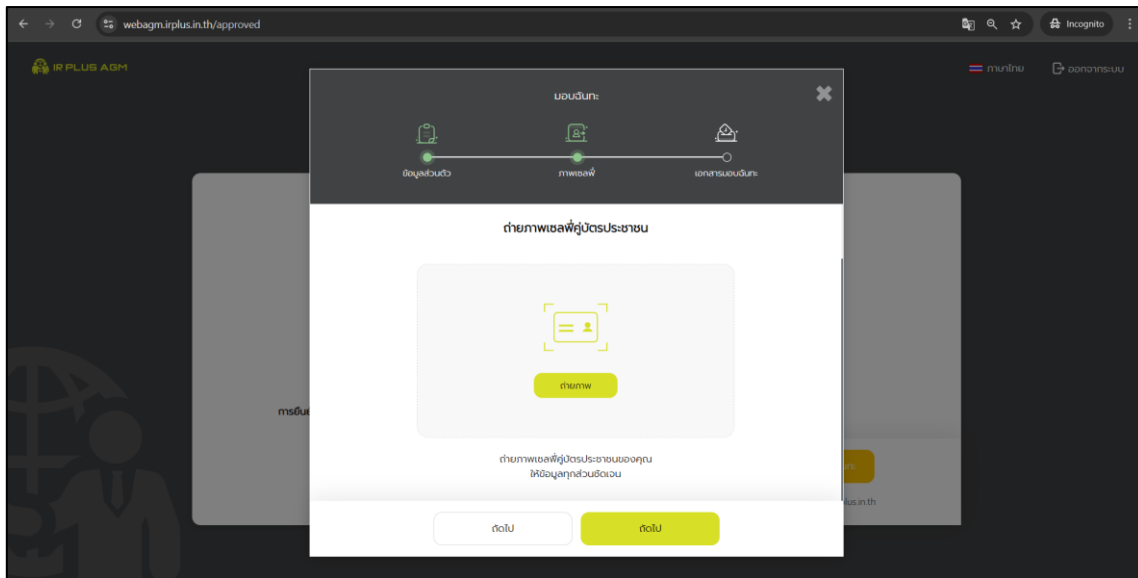 webagm.irplus.in.th/approved
Incognito
IR PLUS AGM
ภาษาไทย
ออกจากระบบ
มอบฉันทะ
ข้อมูลส่วนตัว
ภาพเซลฟี่
เอกสารมอบฉันทะ
ถ่ายภาพเซลฟี่คู่บัตรประชาชน
ถ่ายภาพ
ถ่ายภาพเซลฟี่คู่บัตรประชาชนของคุณ
ให้ข้อมูลทุกส่วนชัดเจน
ถัดไป
ถัดไป